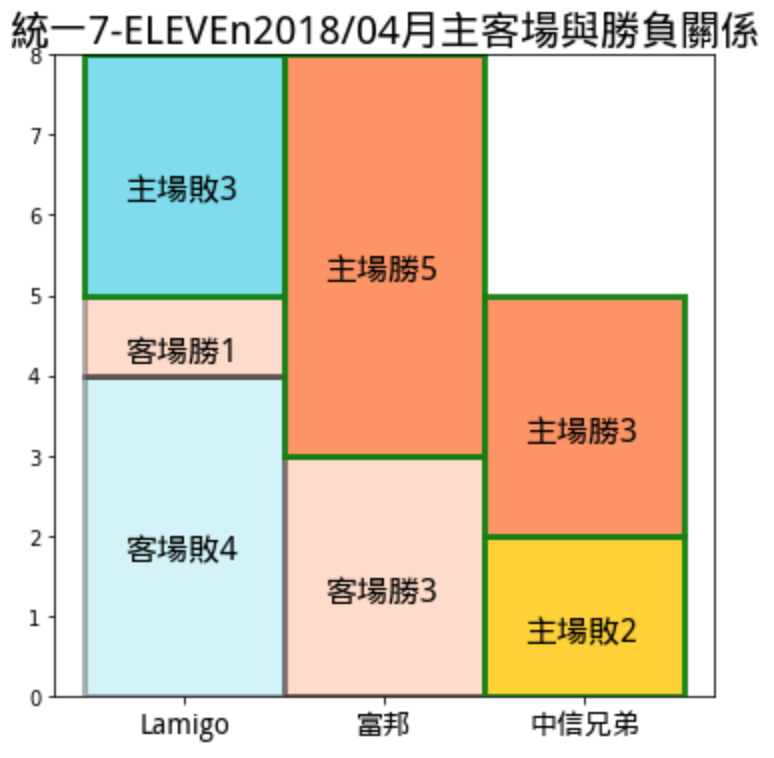 統一7-ELEVEn2018/04月主客場與勝負關係
8
7
6
5
4
3
2
1
0
主場敗3
客場勝1
客場敗4
主場勝5
客場勝3
主場勝3
主場敗2
Lamigo 富邦 中信兄弟